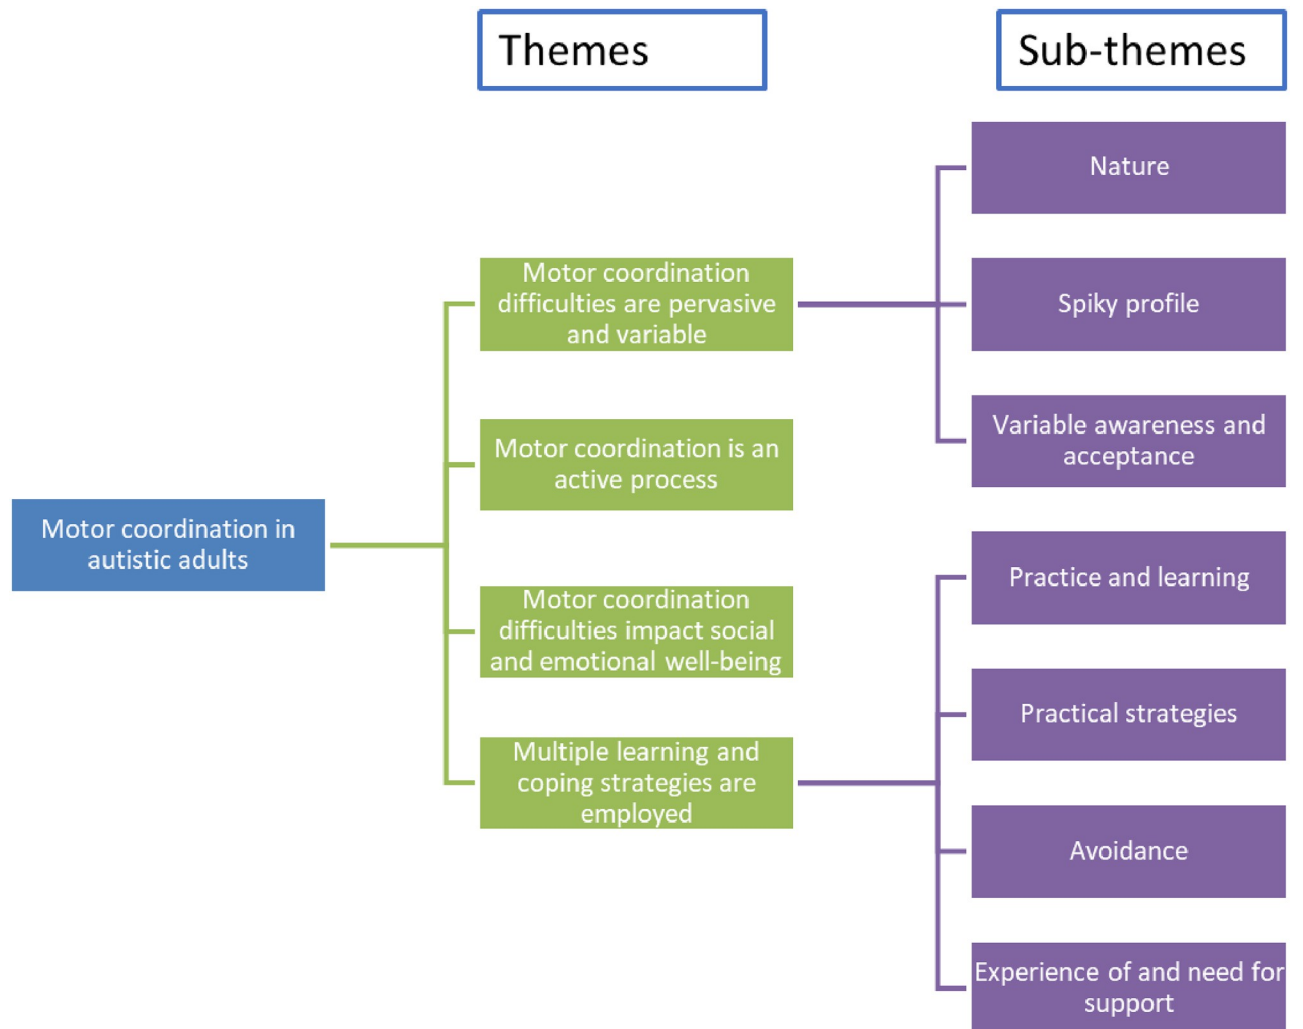 Themes
Sub-themes
Motor coordination in
autistic adults
Motor coordination
difficulties are pervasive
and variable
Motor coordination is an
active process
Motor coordination
difficulties impact social
and emotional well-being
Multiple learning and
coping strategies are
employed
Nature
Spiky profile
Variable awareness and
acceptance
Practice and learning
Practical strategies
Avoidance
Experience of and need for
support